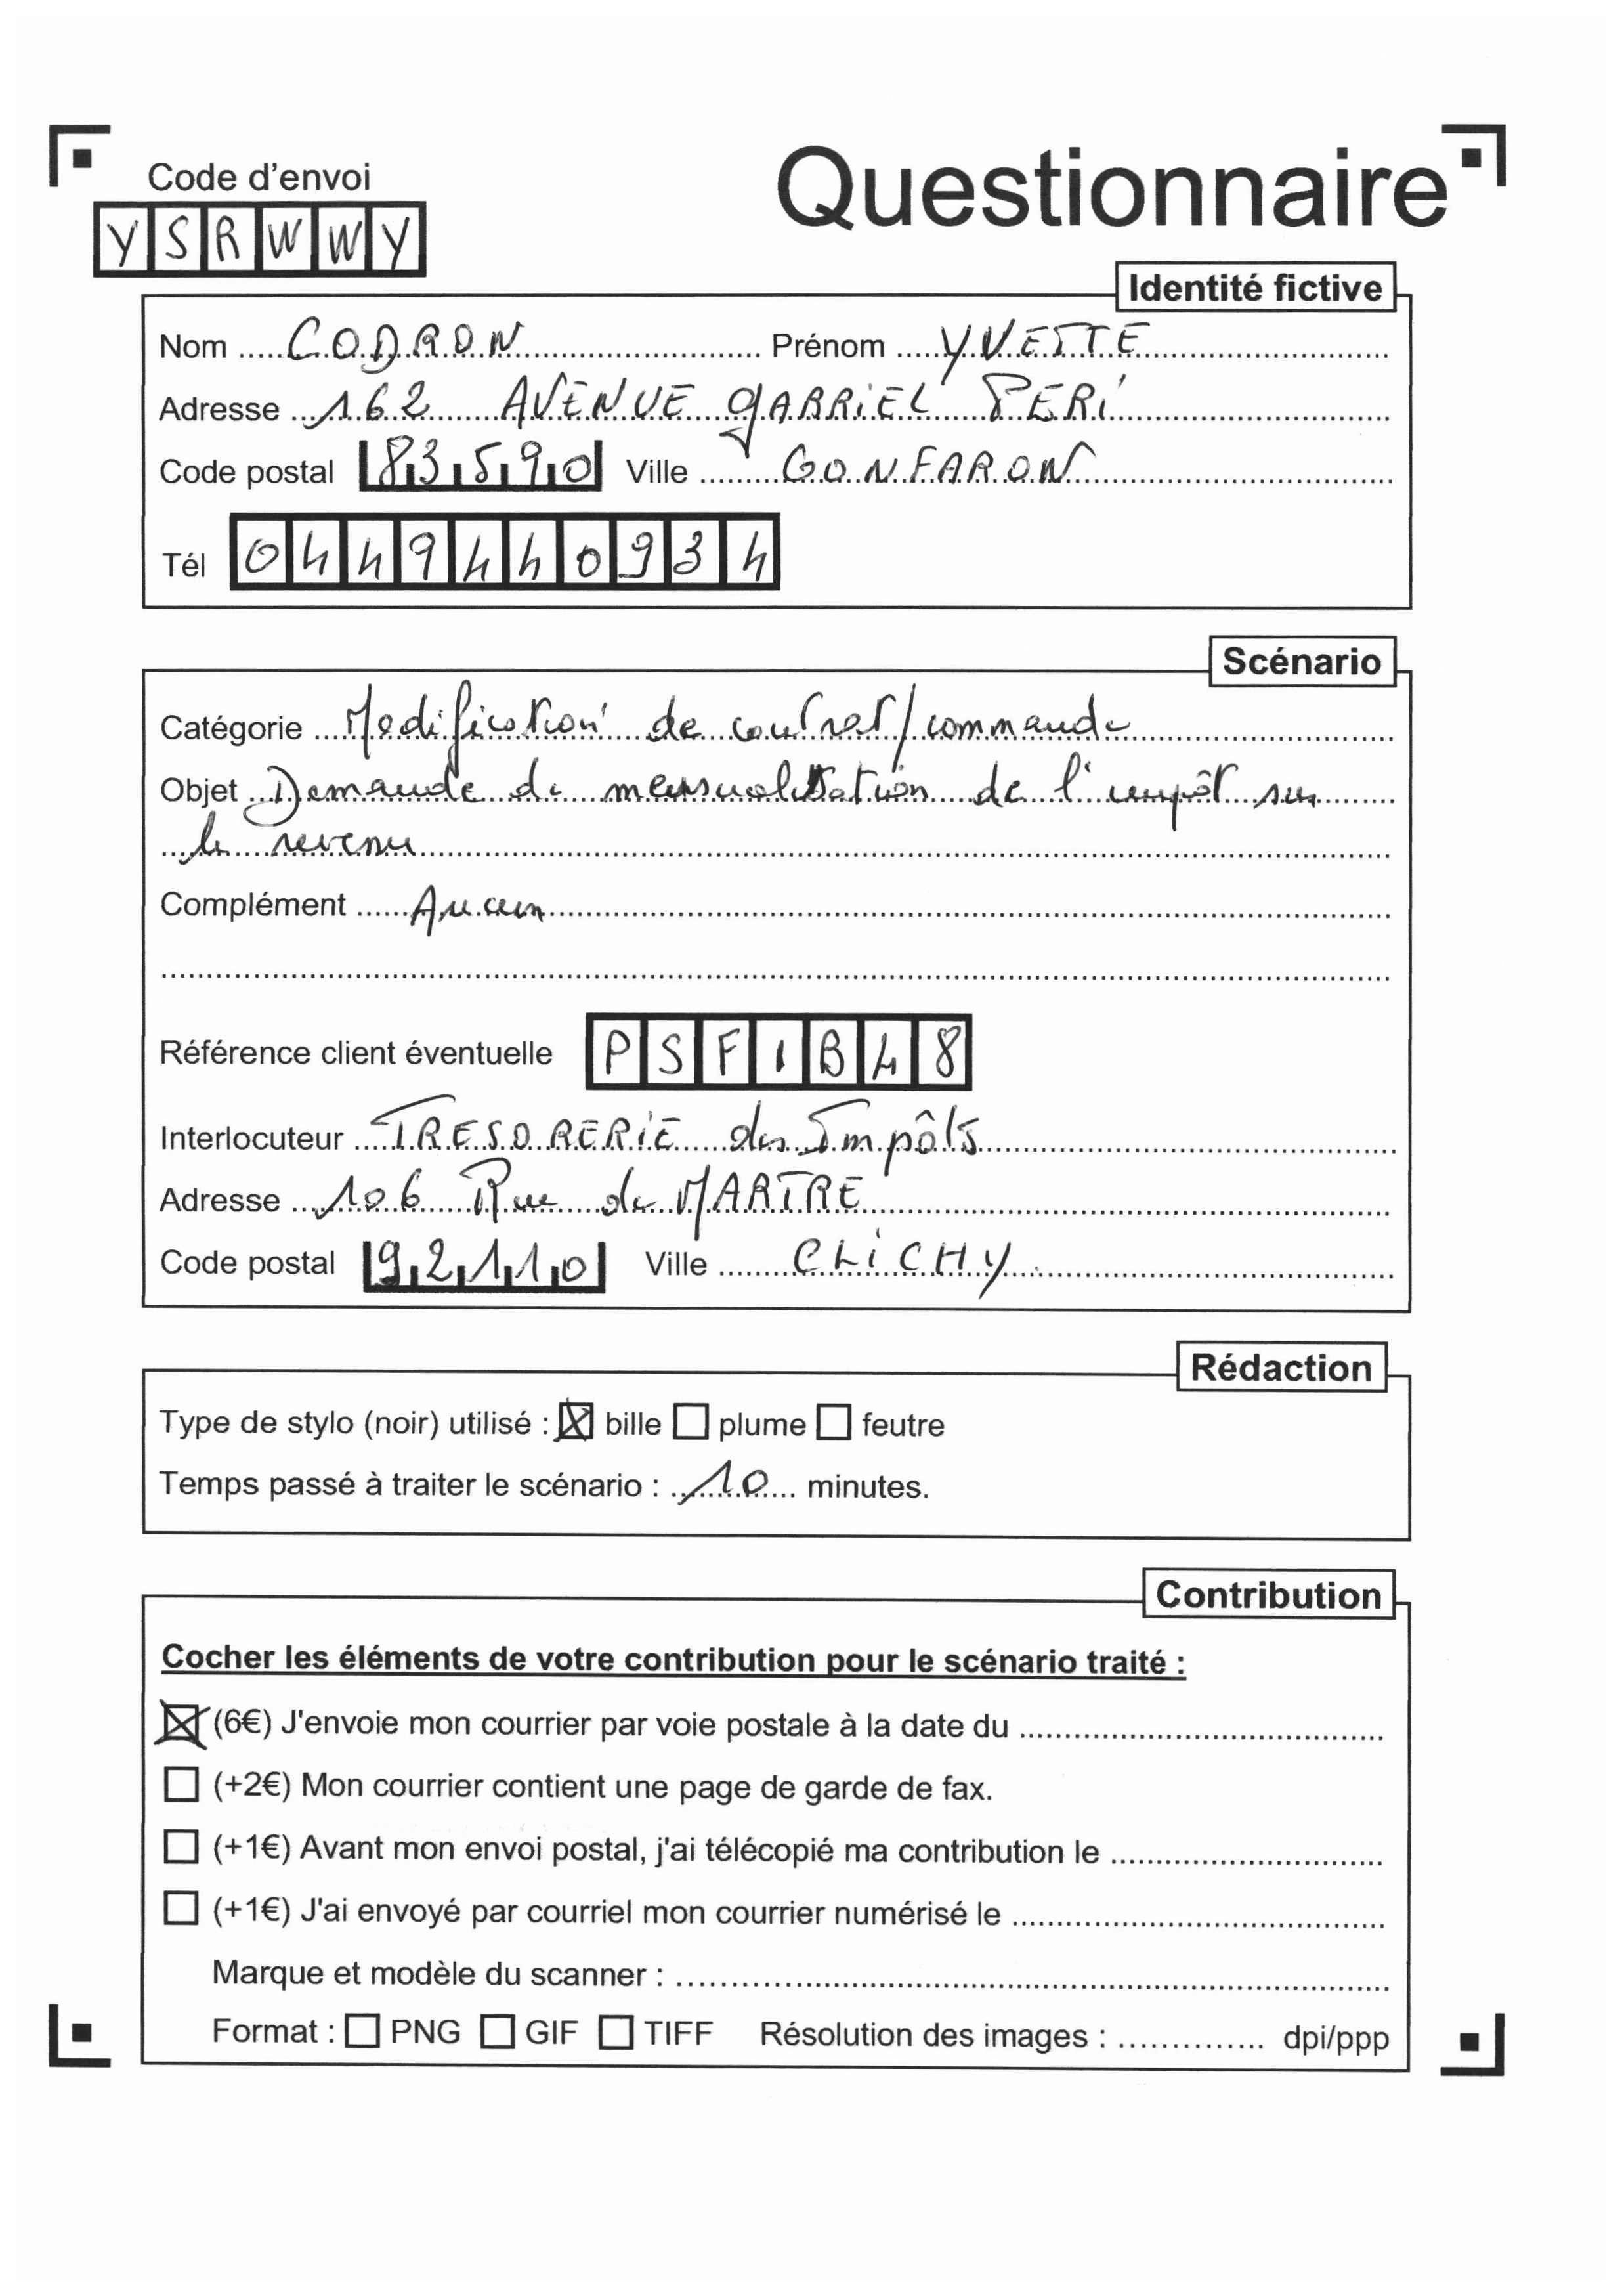 Code d'envoi
YSRWWY
Questionnaire
Identité fictive
Nom CODRON Prénom YVETTE
Adresse 162 AVENUE GABRIEL PERI
Code postal 83590 Ville GONFARON
Tél 0449440934
Scénario
Catégorie Modification de contrat/commande
Objet Demande de mensualisation de l'impôt sur
le revenu
Complément Aucun
Référence client éventuelle PSF1B48
Interlocuteur TRESORERIE des Impôts
Adresse 106 Rue de MARTRE
Code postal 92110 Ville CLICHY
Rédaction
Type de stylo (noir) utilisé : bille plume feutre
Temps passé à traiter le scénario : 10 minutes.
Contribution
Cocher les éléments de votre contribution pour le scénario traité :
(6€) J'envoie mon courrier par voie postale à la date du
(+2€) Mon courrier contient une page de garde de fax.
(+1€) Avant mon envoi postal, j'ai télécopié ma contribution le
(+1€) J'ai envoyé par courriel mon courrier numérisé le
Marque et modèle du scanner :
Format : PNG GIF TIFF Résolution des images : dpi/ppp